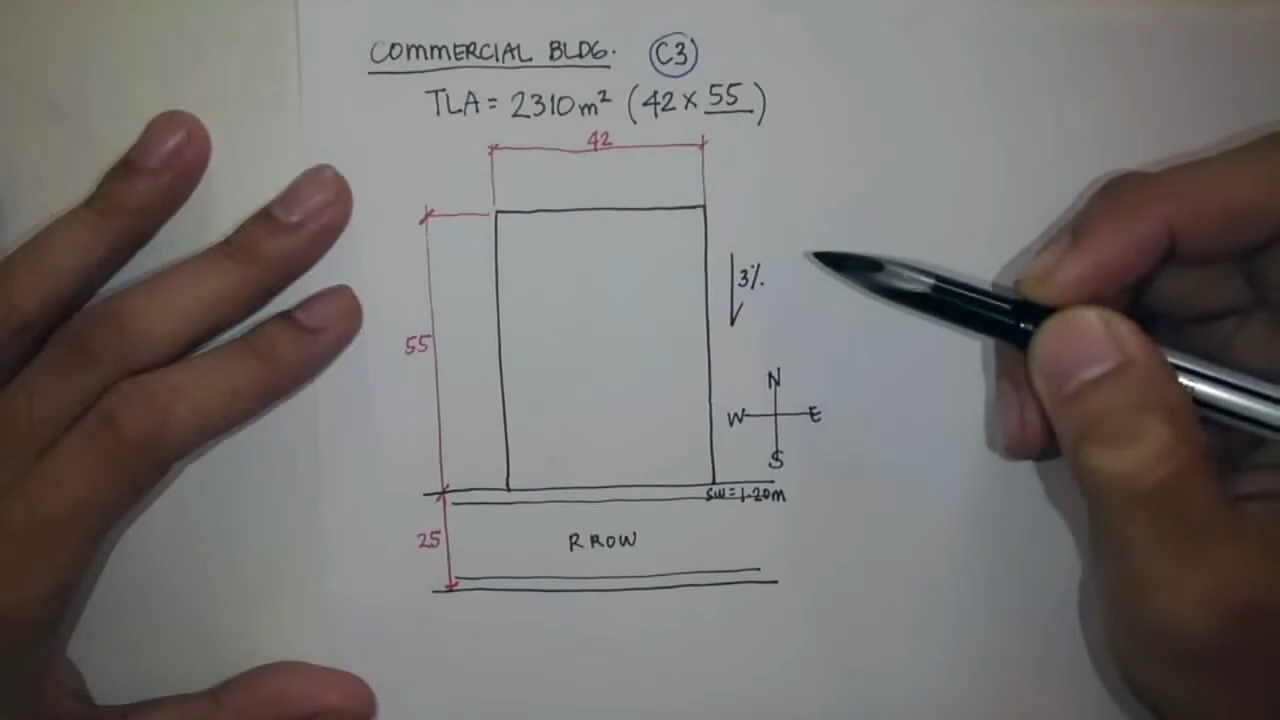 COMMERCIAL BLDG. C3
TLA = 2310m² (42 × 55)
42
3%
55
N
W E
S
SW = 1.20m
25
RROW